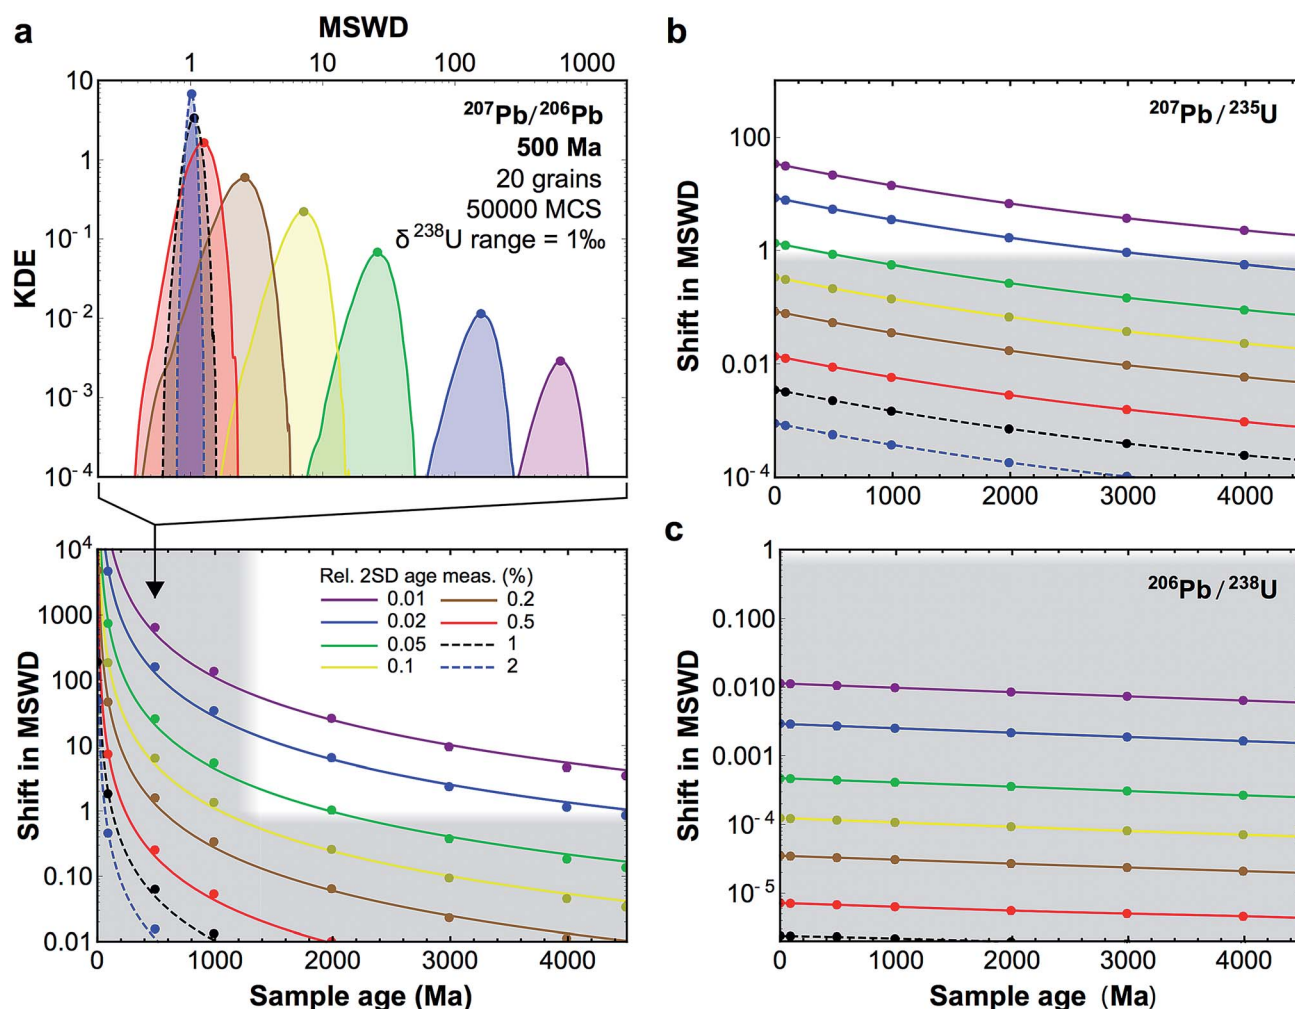 a
MSWD
1 10 100 1000
10
1
10-1
10-2
10-3
10-4
KDE
207Pb/206Pb
500 Ma
20 grains
50000 MCS
δ238U range = 1‰
104
1000
100
10
1
0.10
0.01
Shift in MSWD
Rel. 2SD age meas. (%)
0.01 0.2
0.02 0.5
0.05 1
0.1 2
0 1000 2000 3000 4000
Sample age (Ma)
b
207Pb/235U
100
1
0.01
10-4
Shift in MSWD
0 1000 2000 3000 4000
c
206Pb/238U
1
0.100
0.010
0.001
10-4
10-5
Shift in MSWD
0 1000 2000 3000 4000
Sample age (Ma)